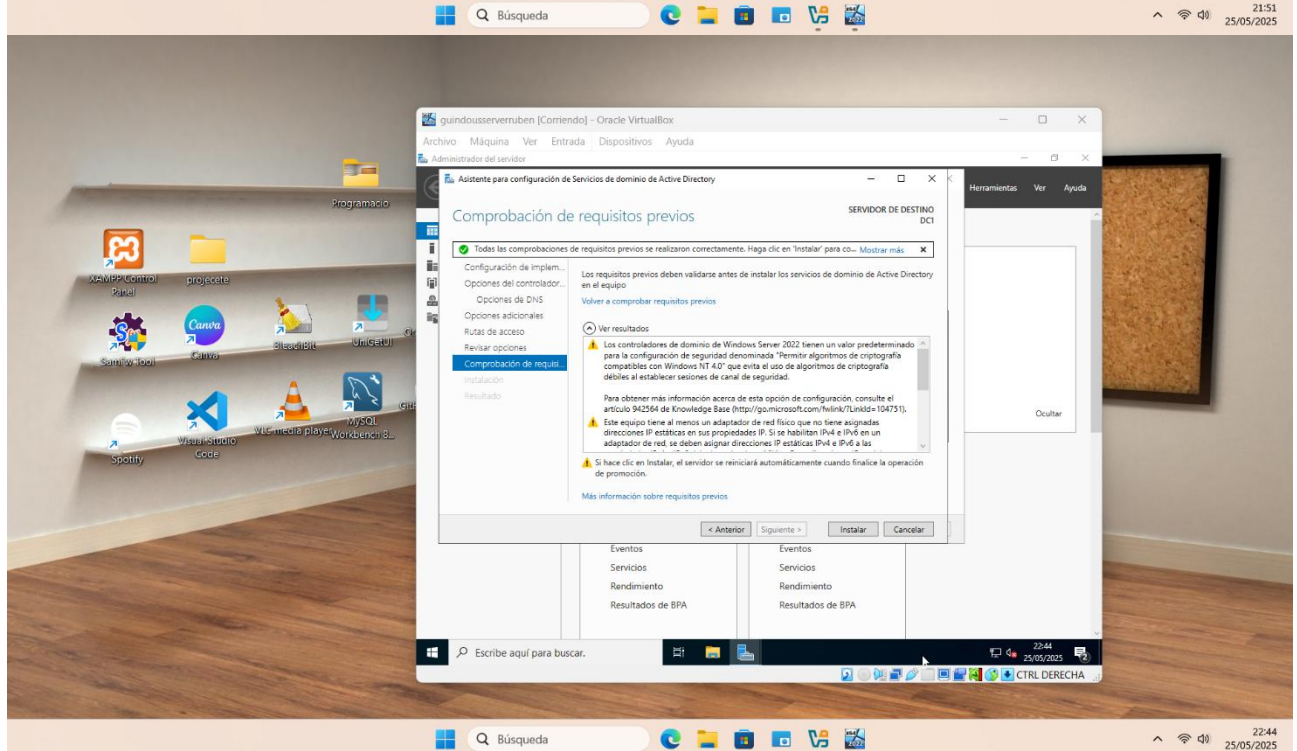 Búsqueda
21:51
25/05/2025
guindousserverruben [Corriendo] - Oracle VirtualBox
Archivo Máquina Ver Entrada Dispositivos Ayuda
Administrador del servidor
Asistente para configuración de Servicios de dominio de Active Directory
Herramientas Ver Ayuda
Comprobación de requisitos previos
SERVIDOR DE DESTINO
DC1
Todas las comprobaciones de requisitos previos se realizaron correctamente. Haga clic en 'Instalar' para co... Mostrar más
Configuración de implem...
Opciones del controlador...
Opciones de DNS
Opciones adicionales
Rutas de acceso
Revisar opciones
Comprobación de requisi...
Instalación
Resultado
Los requisitos previos deben validarse antes de instalar los servicios de dominio de Active Directory
en el equipo
Volver a comprobar requisitos previos
Ver resultados
Los controladores de dominio de Windows Server 2022 tienen un valor predeterminado
para la configuración de seguridad denominada "Permitir algoritmos de criptografía
compatibles con Windows NT 4.0" que evita el uso de algoritmos de criptografía
débiles al establecer sesiones de canal de seguridad.
Para obtener más información acerca de esta opción de configuración, consulte el
artículo 942564 de Knowledge Base (http://go.microsoft.com/fwlink/?LinkId=104751).
Este equipo tiene al menos un adaptador de red físico que no tiene asignadas
direcciones IP estáticas en sus propiedades IP. Si se habilitan IPv4 e IPv6 en un
adaptador de red, se deben asignar direcciones IP estáticas IPv4 e IPv6 a las
Si hace clic en Instalar, el servidor se reiniciará automáticamente cuando finalice la operación
de promoción.
Más información sobre requisitos previos
< Anterior Siguiente > Instalar Cancelar
Ocultar
Eventos
Servicios
Rendimiento
Resultados de BPA
Eventos
Servicios
Rendimiento
Resultados de BPA
Escribe aquí para buscar.
22:44
25/05/2025
2
CTRL DERECHA
Programacio
XAMPP Control
Panel
projecete
Canva
Canva
BleachBit
UniGetUI
Spotify
Visual Studio
Code
VLC media player
MySQL
Workbench 8...
Búsqueda
22:44
25/05/2025